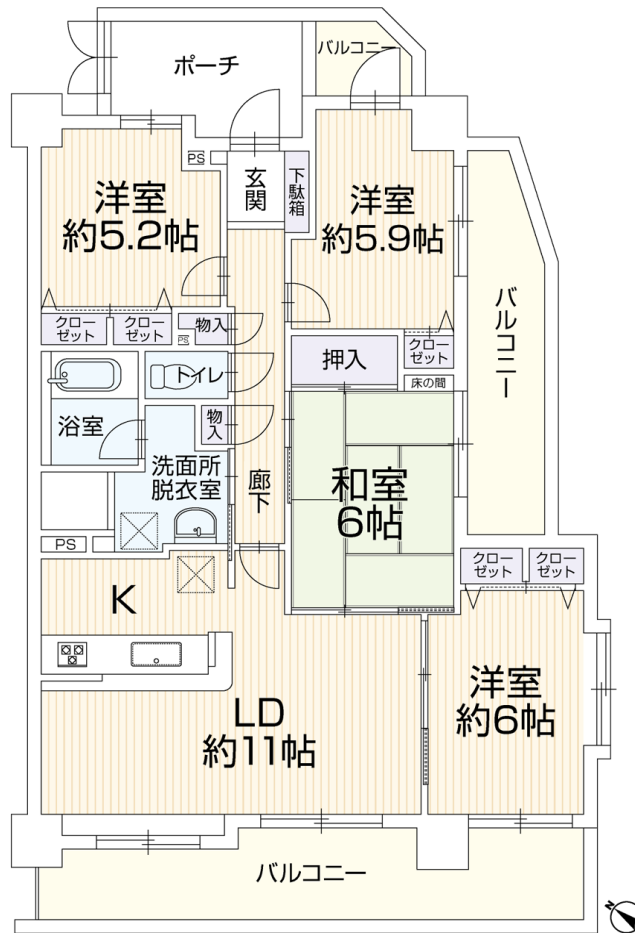 ポーチ
バルコニー
PS
玄関
下駄箱
洋室
約5.2帖
洋室
約5.9帖
バルコニー
クローゼット
クローゼット
物入
PS
クローゼット
押入
床の間
トイレ
浴室
物入
洗面所
脱衣室
廊下
和室
6帖
PS
K
クローゼット
クローゼット
洋室
約6帖
LD
約11帖
バルコニー
N